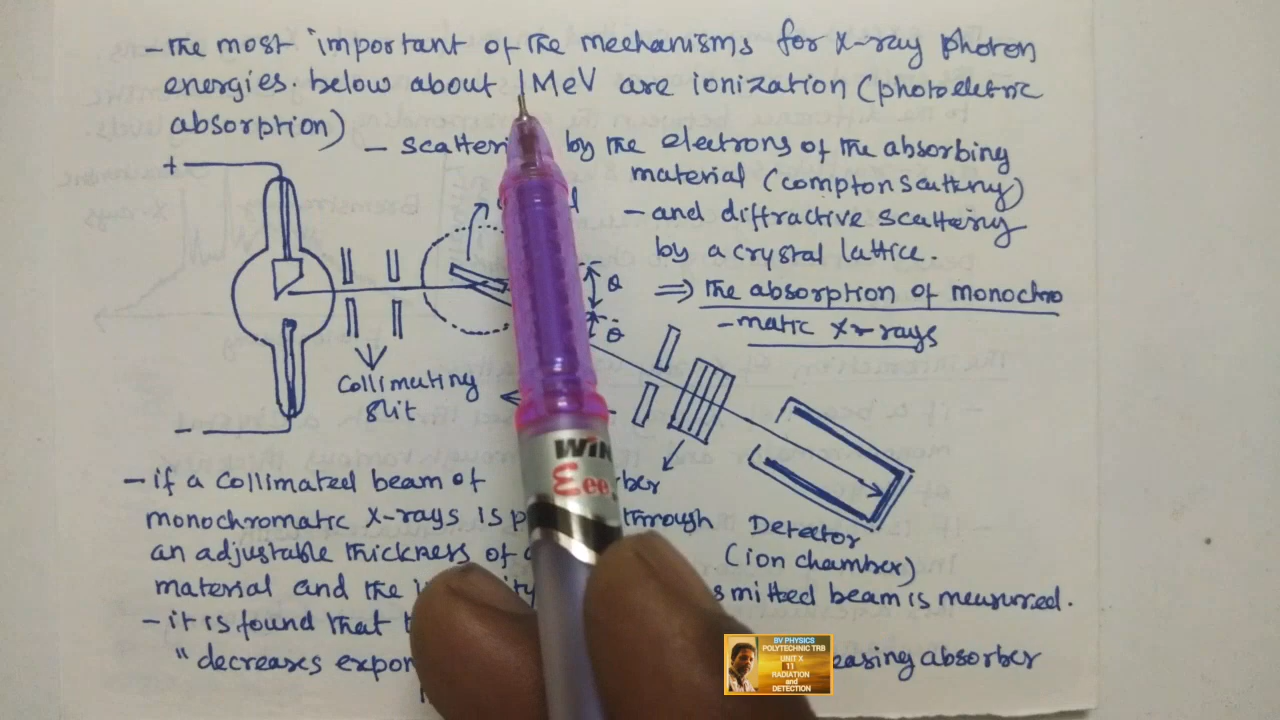 - The most important of the mechanisms for x-ray photon
energies. below about 1MeV are ionization (photoelectric
absorption)
- scatteri by the electrons of the absorbing
material (compton scattering)
- and diffractive scattering
by a crystal lattice.
⇒ The absorption of monochro
-matic x-rays
+
θ
θ
Collimating
slit
-
- if a collimated beam of
monochromatic x-rays is through
an adjustable thickness of
material and the smitted beam is measured.
Detector
(ion chamber)
- it is found that
"decreases expon easing absorber
WIN
BV PHYSICS
POLYTECHNIC TRB
UNIT X
11
RADIATION
and
DETECTION